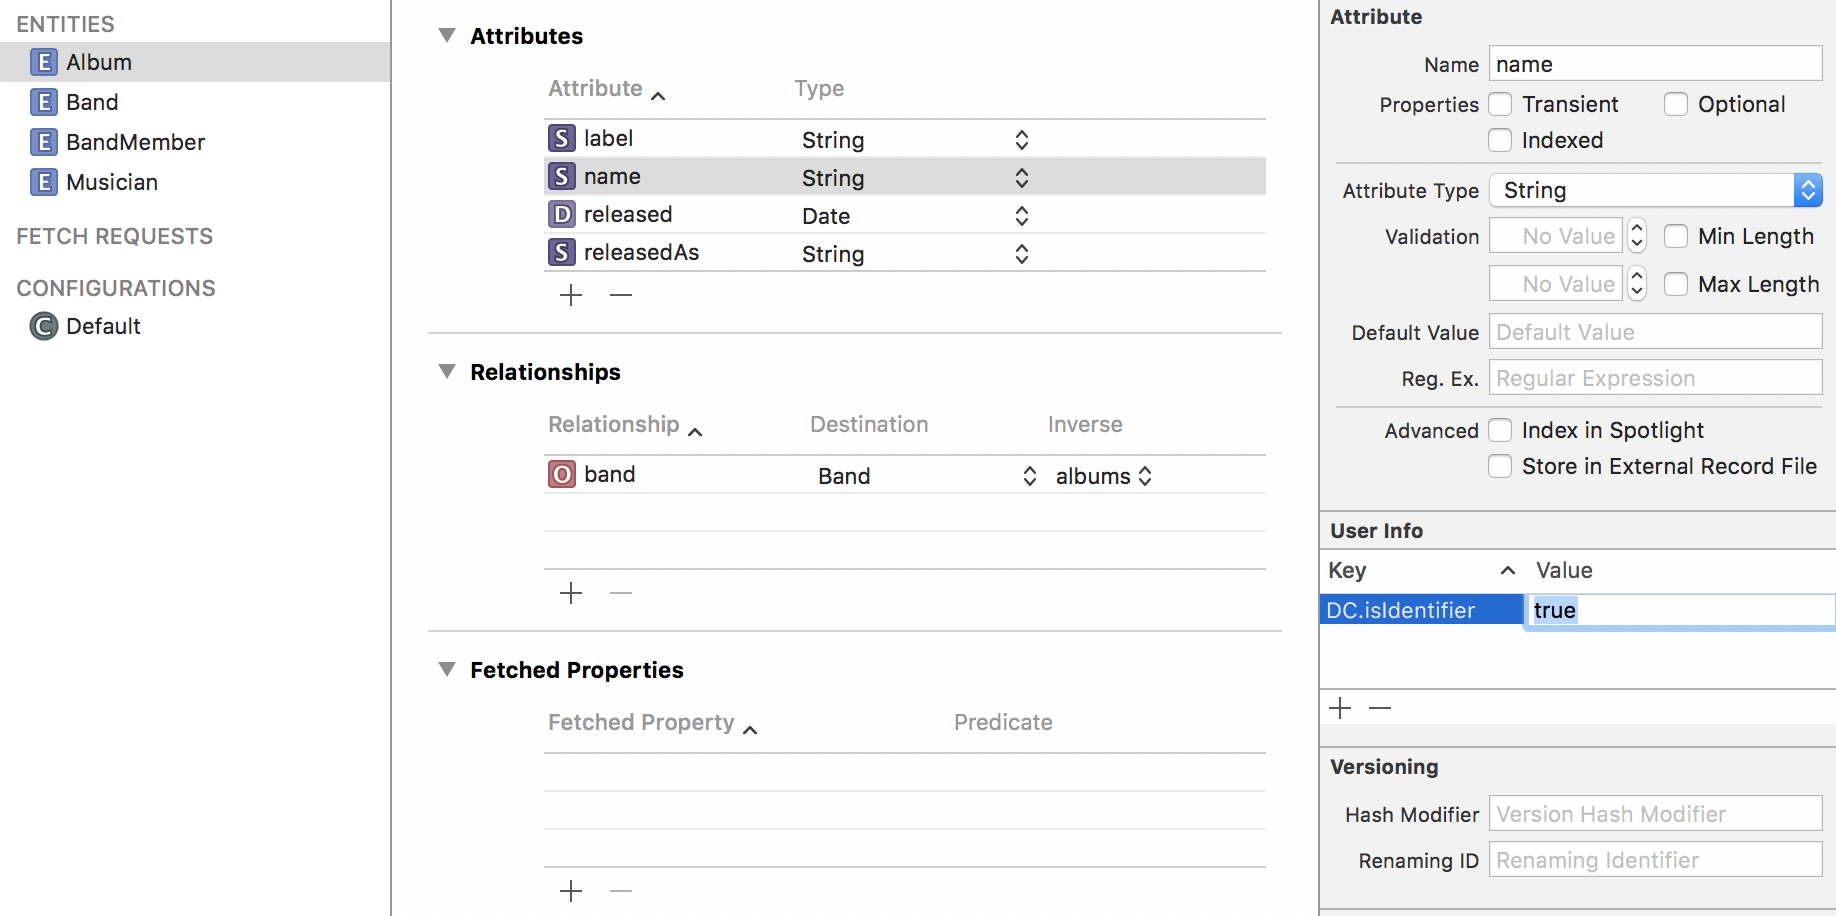 ENTITIES
E Album
E Band
E BandMember
E Musician
FETCH REQUESTS
CONFIGURATIONS
C Default
Attributes
Attribute Type
S label String
S name String
D released Date
S releasedAs String
Relationships
Relationship Destination Inverse
O band Band albums
Fetched Properties
Fetched Property Predicate
Attribute
Name name
Properties Transient Optional
Indexed
Attribute Type String
Validation No Value Min Length
No Value Max Length
Default Value Default Value
Reg. Ex. Regular Expression
Advanced Index in Spotlight
Store in External Record File
User Info
Key Value
DC.isIdentifier true
Versioning
Hash Modifier Version Hash Modifier
Renaming ID Renaming Identifier